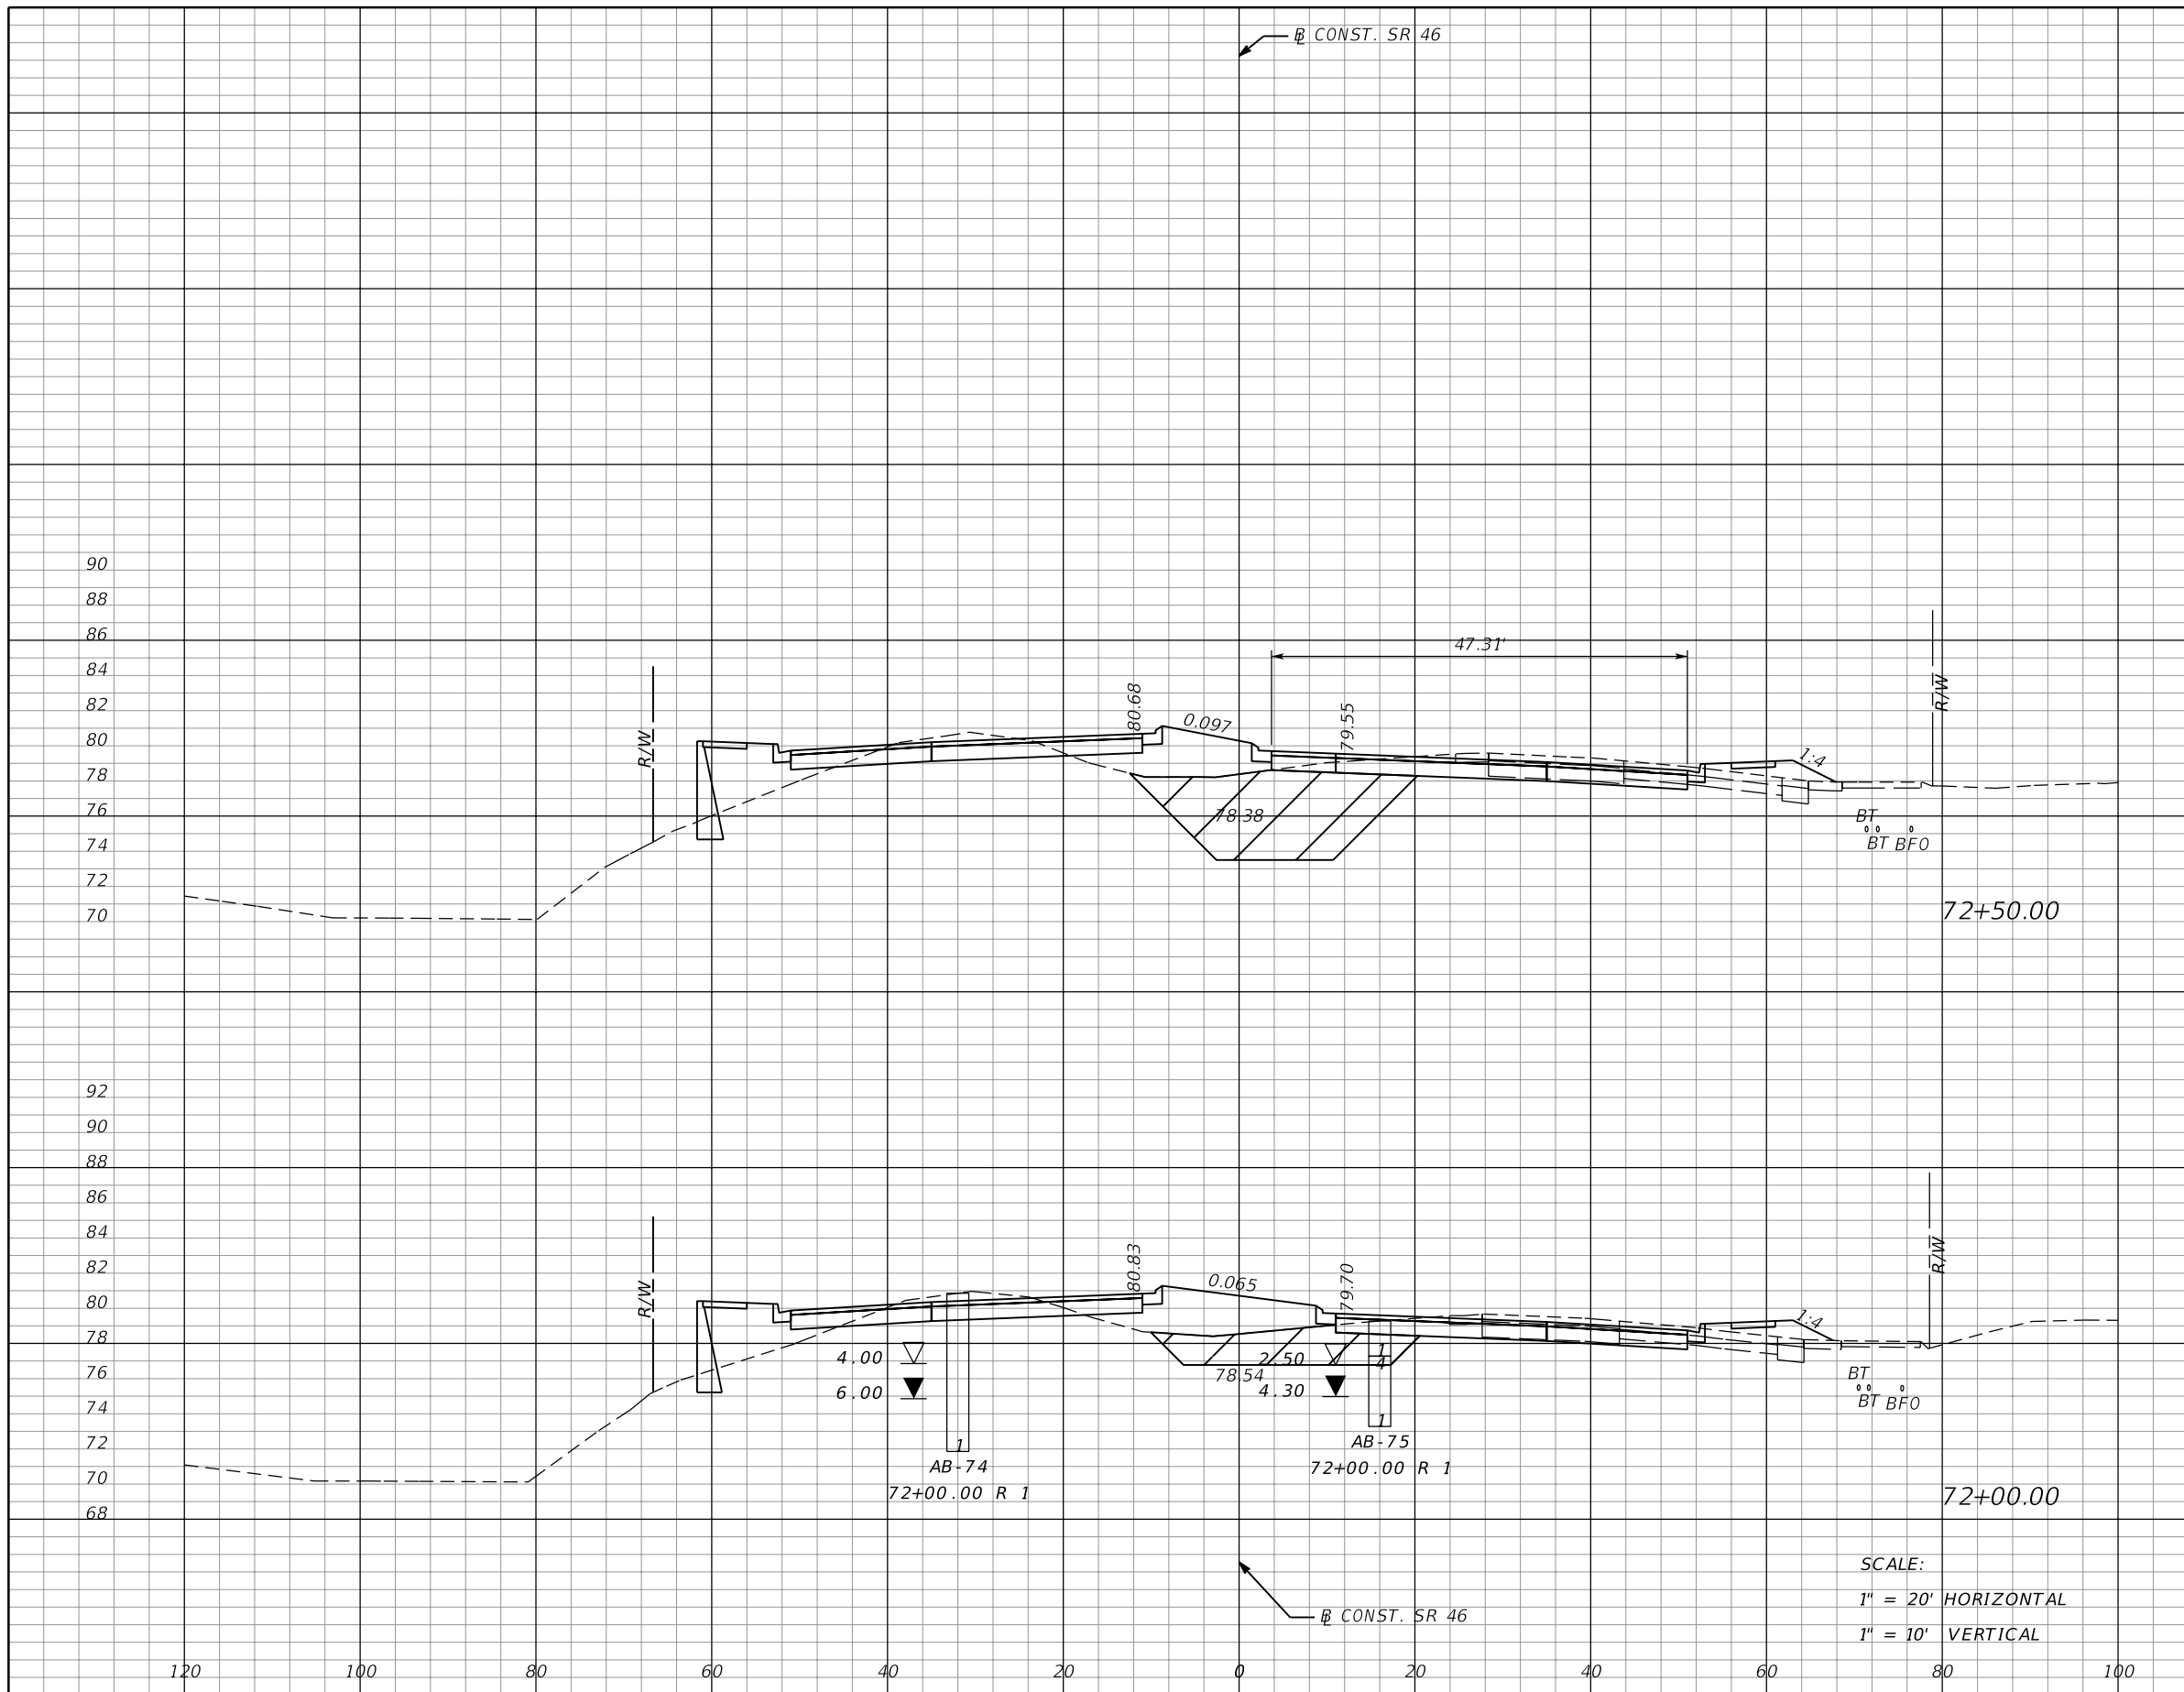 ℄ CONST. SR 46
90
88
86
84
82
80
78
76
74
72
70
R/W
80.68
0.097
47.31'
79.55
78.38
1:4
R/W
BT
BT BFO
72+50.00
92
90
88
86
84
82
80
78
76
74
72
70
68
R/W
80.83
0.065
79.70
78.54
1:4
R/W
4.00
6.00
1
AB-74
72+00.00 R 1
2.50
4.30
1
4
1
AB-75
72+00.00 R 1
BT
BT BFO
72+00.00
SCALE:
1" = 20' HORIZONTAL
1" = 10' VERTICAL
℄ CONST. SR 46
120 100 80 60 40 20 0 20 40 60 80 100